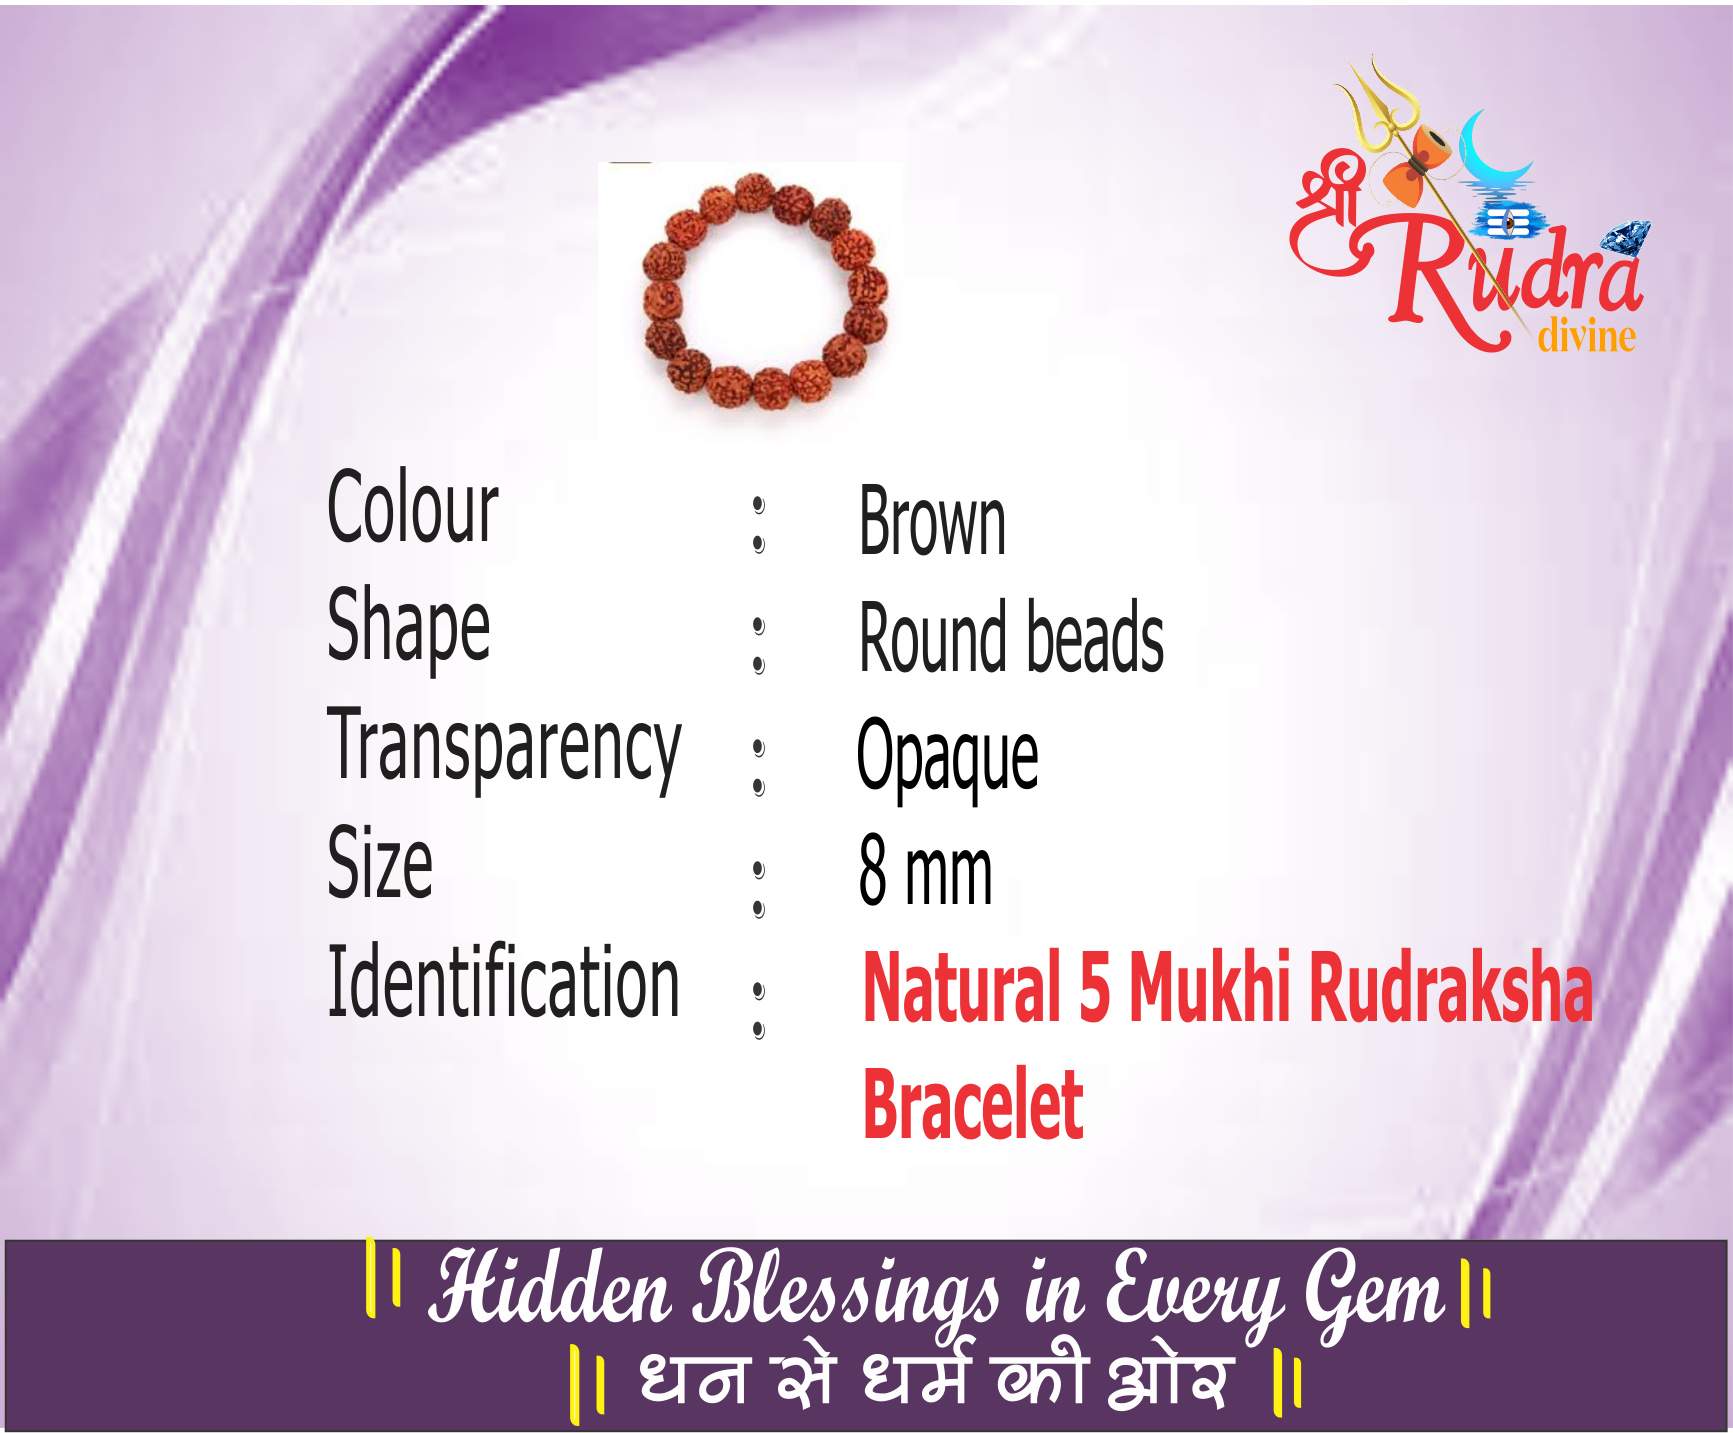 श्री
Rudra
divine
Colour : Brown
Shape : Round beads
Transparency : Opaque
Size : 8 mm
Identification : Natural 5 Mukhi Rudraksha
Bracelet
|| Hidden Blessings in Every Gem ||
|| धन से धर्म की ओर ||